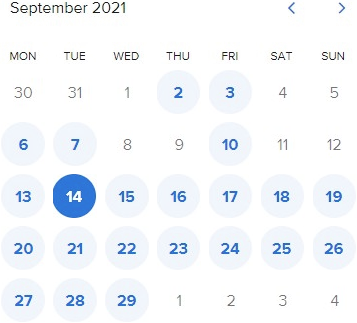 September 2021
MON TUE WED THU FRI SAT SUN
30 31 1 2 3 4 5
6 7 8 9 10 11 12
13 14 15 16 17 18 19
20 21 22 23 24 25 26
27 28 29 1 2 3 4